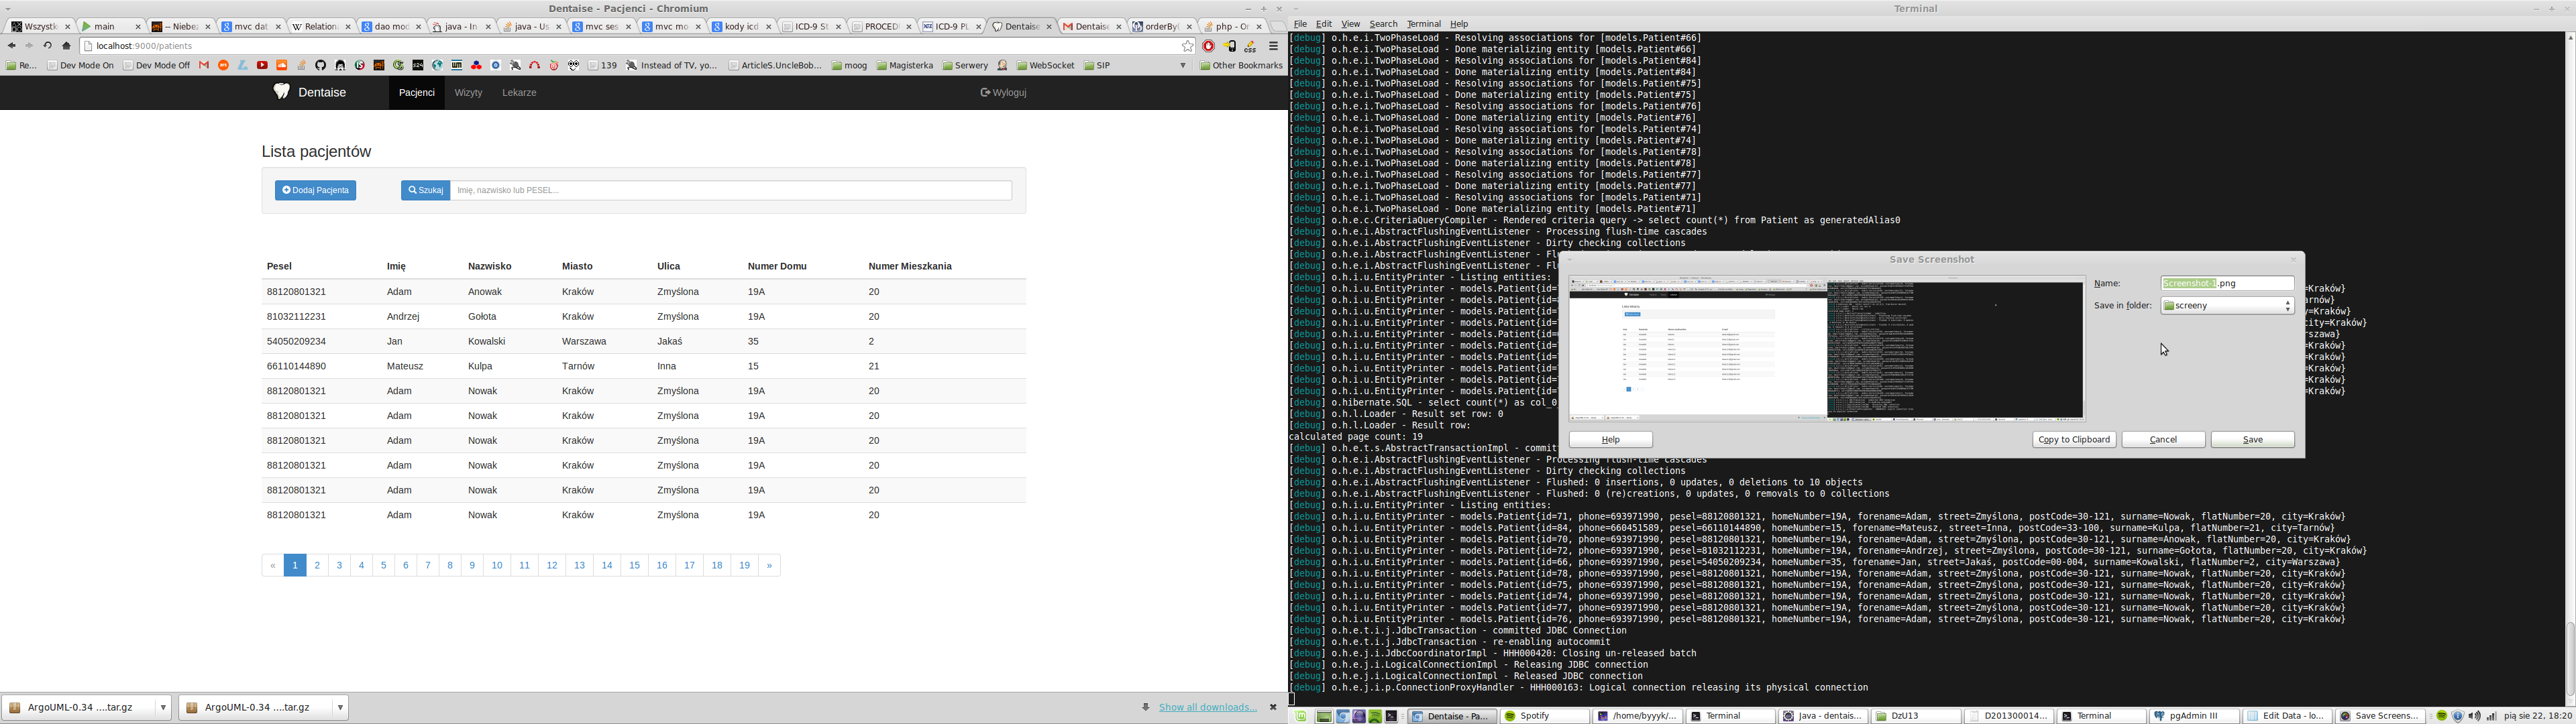 Dentaise - Pacjenci - Chromium
Wszystk
main
-- Niebez
mvc dat
Relation
dao mod
java - In
java - Us
mvc ses
mvc mo
kody icd
ICD-9 St
PROCED
ICD-9 PL
Dentaise
Dentaise
orderBy(
php - Or
localhost:9000/patients
Re...
Dev Mode On
Dev Mode Off
139
Instead of TV, yo...
ArticleS.UncleBob...
moog
Magisterka
Serwery
WebSocket
SIP
Other Bookmarks
Dentaise
Pacjenci
Wizyty
Lekarze
Wyloguj
Lista pacjentów
Dodaj Pacjenta
Szukaj
Imię, nazwisko lub PESEL...
Pesel Imię Nazwisko Miasto Ulica Numer Domu Numer Mieszkania
88120801321 Adam Anowak Kraków Zmyślona 19A 20
81032112231 Andrzej Gołota Kraków Zmyślona 19A 20
54050209234 Jan Kowalski Warszawa Jakaś 35 2
66110144890 Mateusz Kulpa Tarnów Inna 15 21
88120801321 Adam Nowak Kraków Zmyślona 19A 20
88120801321 Adam Nowak Kraków Zmyślona 19A 20
88120801321 Adam Nowak Kraków Zmyślona 19A 20
88120801321 Adam Nowak Kraków Zmyślona 19A 20
88120801321 Adam Nowak Kraków Zmyślona 19A 20
88120801321 Adam Nowak Kraków Zmyślona 19A 20
« 1 2 3 4 5 6 7 8 9 10 11 12 13 14 15 16 17 18 19 »
ArgoUML-0.34 ....tar.gz
ArgoUML-0.34 ....tar.gz
Show all downloads...
Terminal
File Edit View Search Terminal Help
[debug] o.h.e.i.TwoPhaseLoad - Resolving associations for [models.Patient#66]
[debug] o.h.e.i.TwoPhaseLoad - Done materializing entity [models.Patient#66]
[debug] o.h.e.i.TwoPhaseLoad - Resolving associations for [models.Patient#84]
[debug] o.h.e.i.TwoPhaseLoad - Done materializing entity [models.Patient#84]
[debug] o.h.e.i.TwoPhaseLoad - Resolving associations for [models.Patient#75]
[debug] o.h.e.i.TwoPhaseLoad - Done materializing entity [models.Patient#75]
[debug] o.h.e.i.TwoPhaseLoad - Resolving associations for [models.Patient#76]
[debug] o.h.e.i.TwoPhaseLoad - Done materializing entity [models.Patient#76]
[debug] o.h.e.i.TwoPhaseLoad - Resolving associations for [models.Patient#74]
[debug] o.h.e.i.TwoPhaseLoad - Done materializing entity [models.Patient#74]
[debug] o.h.e.i.TwoPhaseLoad - Resolving associations for [models.Patient#78]
[debug] o.h.e.i.TwoPhaseLoad - Done materializing entity [models.Patient#78]
[debug] o.h.e.i.TwoPhaseLoad - Resolving associations for [models.Patient#77]
[debug] o.h.e.i.TwoPhaseLoad - Done materializing entity [models.Patient#77]
[debug] o.h.e.i.TwoPhaseLoad - Resolving associations for [models.Patient#71]
[debug] o.h.e.i.TwoPhaseLoad - Done materializing entity [models.Patient#71]
[debug] o.h.e.c.CriteriaQueryCompiler - Rendered criteria query -> select count(*) from Patient as generatedAlias0
[debug] o.h.e.i.AbstractFlushingEventListener - Processing flush-time cascades
[debug] o.h.e.i.AbstractFlushingEventListener - Dirty checking collections
[debug] o.h.e.i.AbstractFlushingEventListener - Fl
[debug] o.h.e.i.AbstractFlushingEventListener - Fl
[debug] o.h.i.u.EntityPrinter - Listing entities:
[debug] o.h.i.u.EntityPrinter - models.Patient{id= =Kraków}
[debug] o.h.i.u.EntityPrinter - models.Patient{id= arnów}
[debug] o.h.i.u.EntityPrinter - models.Patient{id=7 =Kraków}
[debug] o.h.i.u.EntityPrinter - models.Patient{id=7 city=Kraków}
[debug] o.h.i.u.EntityPrinter - models.Patient{id= rszawa}
[debug] o.h.i.u.EntityPrinter - models.Patient{id=7 =Kraków}
[debug] o.h.i.u.EntityPrinter - models.Patient{id=7 =Kraków}
[debug] o.h.i.u.EntityPrinter - models.Patient{id=7 =Kraków}
[debug] o.h.i.u.EntityPrinter - models.Patient{id=7 =Kraków}
[debug] o.h.i.u.EntityPrinter - models.Patient{id=7 =Kraków}
[debug] o.hibernate.SQL - select count(*) as col_0
[debug] o.h.l.Loader - Result set row: 0
[debug] o.h.l.Loader - Result row:
calculated page count: 19
[debug] o.h.e.t.s.AbstractTransactionImpl - commit
[debug] o.h.e.i.AbstractFlushingEventListener - Processing flush-time cascades
[debug] o.h.e.i.AbstractFlushingEventListener - Dirty checking collections
[debug] o.h.e.i.AbstractFlushingEventListener - Flushed: 0 insertions, 0 updates, 0 deletions to 10 objects
[debug] o.h.e.i.AbstractFlushingEventListener - Flushed: 0 (re)creations, 0 updates, 0 removals to 0 collections
[debug] o.h.i.u.EntityPrinter - Listing entities:
[debug] o.h.i.u.EntityPrinter - models.Patient{id=71, phone=693971990, pesel=88120801321, homeNumber=19A, forename=Adam, street=Zmyślona, postCode=30-121, surname=Nowak, flatNumber=20, city=Kraków}
[debug] o.h.i.u.EntityPrinter - models.Patient{id=84, phone=660451589, pesel=66110144890, homeNumber=15, forename=Mateusz, street=Inna, postCode=33-100, surname=Kulpa, flatNumber=21, city=Tarnów}
[debug] o.h.i.u.EntityPrinter - models.Patient{id=70, phone=693971990, pesel=88120801321, homeNumber=19A, forename=Adam, street=Zmyślona, postCode=30-121, surname=Anowak, flatNumber=20, city=Kraków}
[debug] o.h.i.u.EntityPrinter - models.Patient{id=72, phone=693971990, pesel=81032112231, homeNumber=19A, forename=Andrzej, street=Zmyślona, postCode=30-121, surname=Gołota, flatNumber=20, city=Kraków}
[debug] o.h.i.u.EntityPrinter - models.Patient{id=66, phone=693971990, pesel=54050209234, homeNumber=35, forename=Jan, street=Jakaś, postCode=00-004, surname=Kowalski, flatNumber=2, city=Warszawa}
[debug] o.h.i.u.EntityPrinter - models.Patient{id=78, phone=693971990, pesel=88120801321, homeNumber=19A, forename=Adam, street=Zmyślona, postCode=30-121, surname=Nowak, flatNumber=20, city=Kraków}
[debug] o.h.i.u.EntityPrinter - models.Patient{id=75, phone=693971990, pesel=88120801321, homeNumber=19A, forename=Adam, street=Zmyślona, postCode=30-121, surname=Nowak, flatNumber=20, city=Kraków}
[debug] o.h.i.u.EntityPrinter - models.Patient{id=74, phone=693971990, pesel=88120801321, homeNumber=19A, forename=Adam, street=Zmyślona, postCode=30-121, surname=Nowak, flatNumber=20, city=Kraków}
[debug] o.h.i.u.EntityPrinter - models.Patient{id=77, phone=693971990, pesel=88120801321, homeNumber=19A, forename=Adam, street=Zmyślona, postCode=30-121, surname=Nowak, flatNumber=20, city=Kraków}
[debug] o.h.i.u.EntityPrinter - models.Patient{id=76, phone=693971990, pesel=88120801321, homeNumber=19A, forename=Adam, street=Zmyślona, postCode=30-121, surname=Nowak, flatNumber=20, city=Kraków}
[debug] o.h.e.t.i.j.JdbcTransaction - committed JDBC Connection
[debug] o.h.e.t.i.j.JdbcTransaction - re-enabling autocommit
[debug] o.h.e.j.i.JdbcCoordinatorImpl - HHH000420: Closing un-released batch
[debug] o.h.e.j.i.LogicalConnectionImpl - Releasing JDBC connection
[debug] o.h.e.j.i.LogicalConnectionImpl - Released JDBC connection
[debug] o.h.e.j.i.p.ConnectionProxyHandler - HHH000163: Logical connection releasing its physical connection
Save Screenshot
Name: Screenshot-1.png
Save in folder: screeny
Help
Copy to Clipboard
Cancel
Save
Dentaise - Pa...
Spotify
/home/byyyk/...
Terminal
Java - dentais...
DzU13
D201300014...
Terminal
pgAdmin III
Edit Data - lo...
Save Screens...
pią sie 22, 18:20